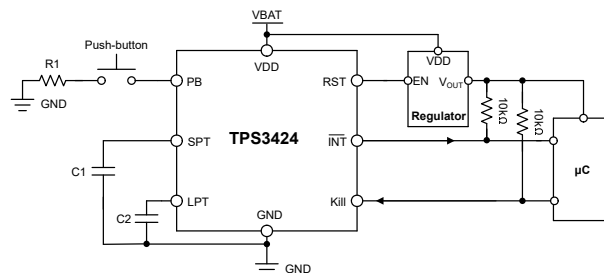 VBAT
Push-button
R1
GND
PB
VDD
RST
EN
VDD
VOUT
Regulator
10kΩ
10kΩ
TPS3424
SPT
INT
µC
C1
LPT
Kill
C2
GND
GND